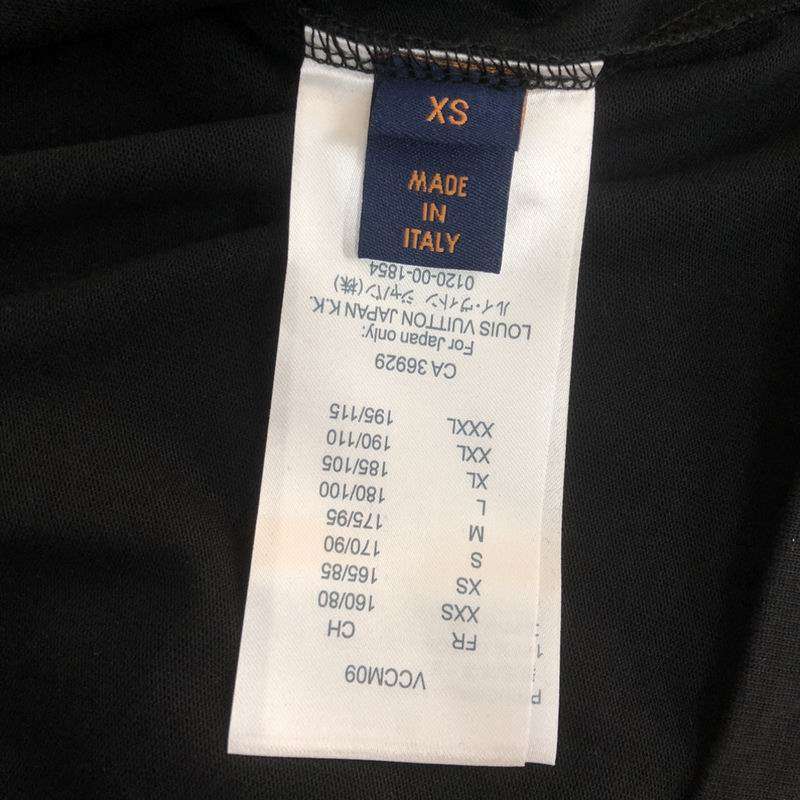 XS
MADE
IN
ITALY
VCCM09
FR CH
XXS 160/80
XS 165/85
S 170/90
M 175/95
L 180/100
XL 185/105
XXL 190/110
XXXL 195/115
CA 36929
For Japan only:
LOUIS VUITTON JAPAN K.K.
ルイ・ヴィトン ジャパン(株)
0120-00-1854